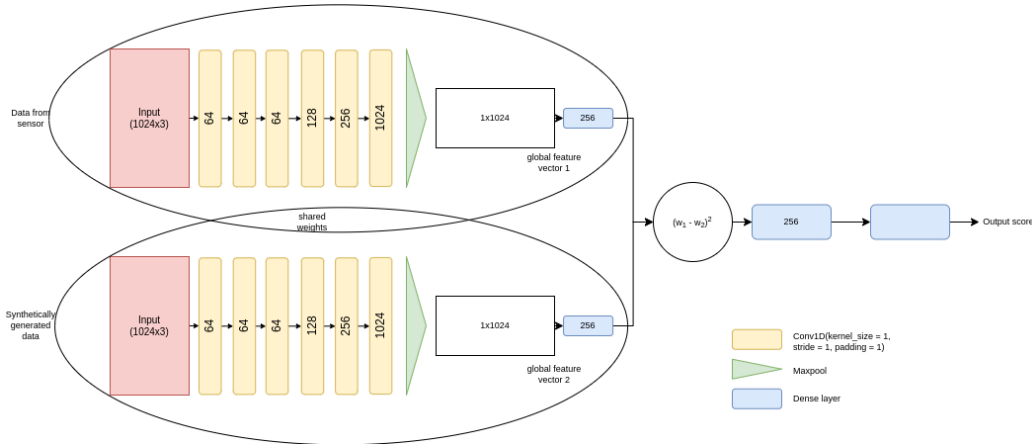 Data from
sensor
Input
(1024x3)
64
64
64
128
256
1024
1x1024
256
global feature
vector 1
shared
weights
(w1 - w2)^2
256
Output score
Synthetically
generated
data
Input
(1024x3)
64
64
64
128
256
1024
1x1024
256
global feature
vector 2
Conv1D(kernel_size = 1,
stride = 1, padding = 1)
Maxpool
Dense layer